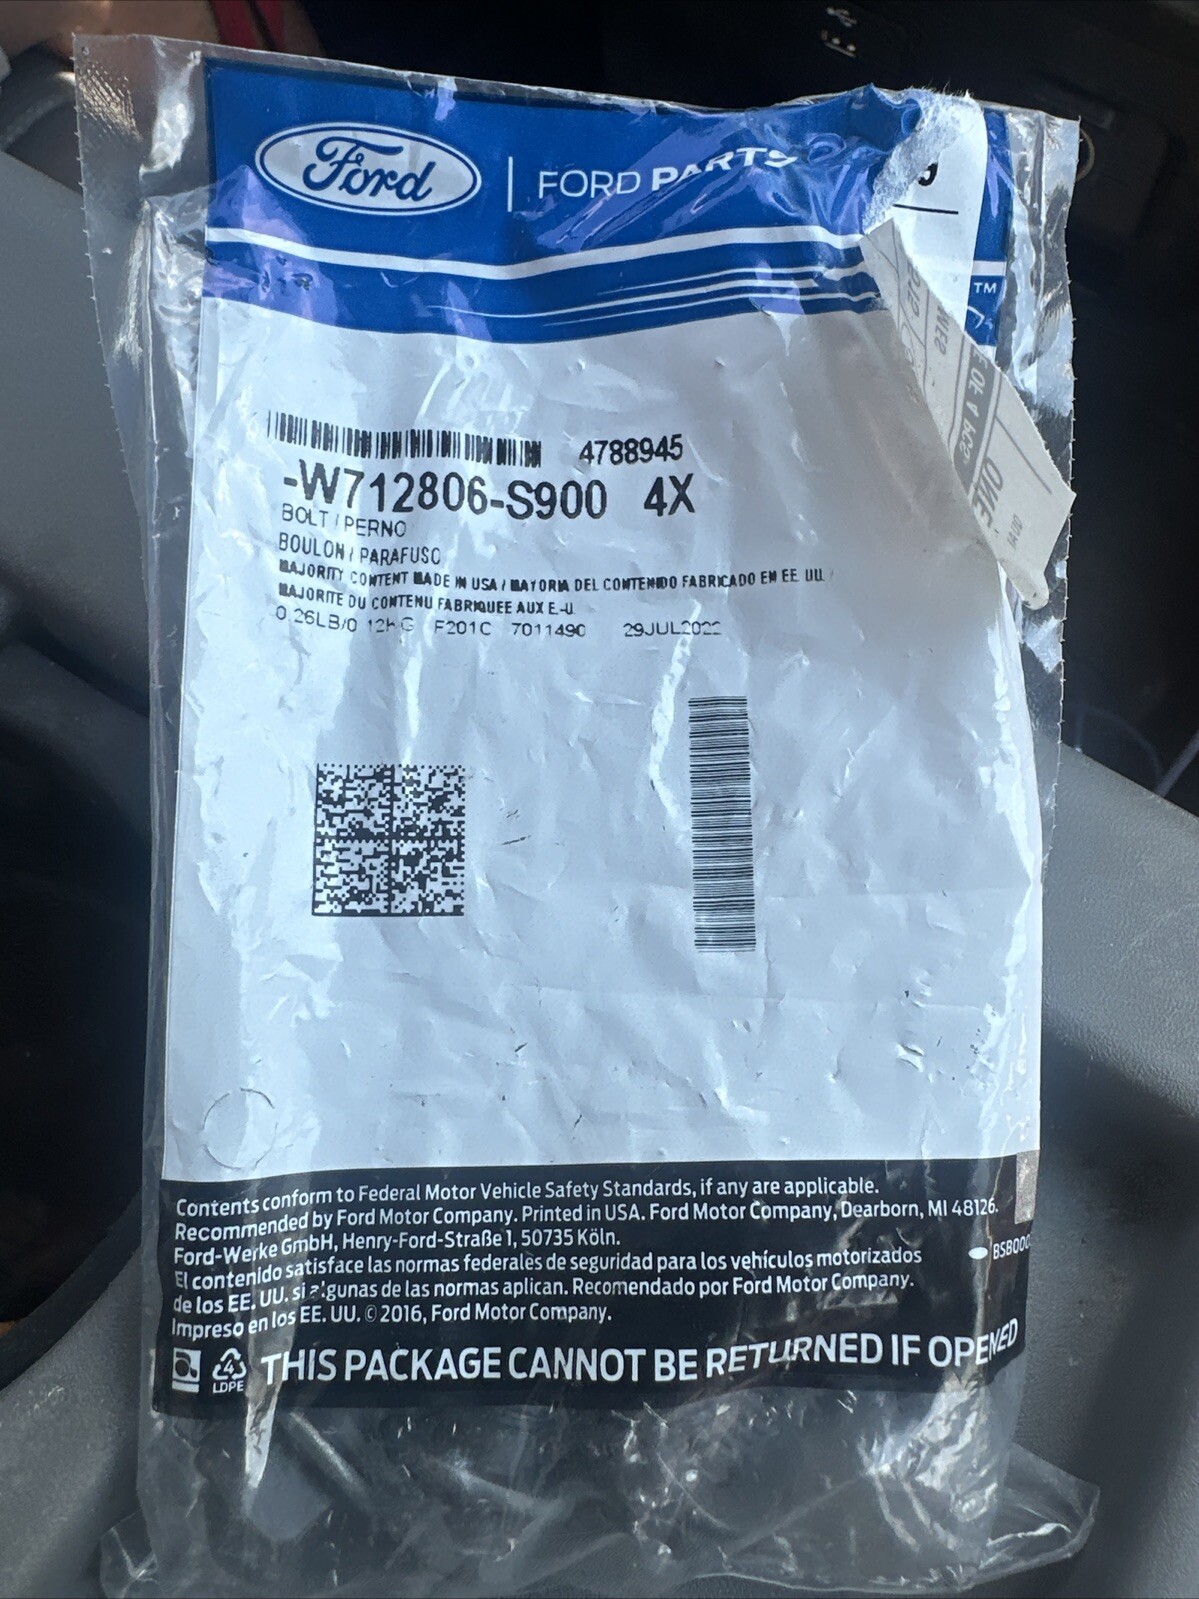 Ford
FORD PARTS
TM
4788945
-W712806-S900 4X
BOLT / PERNO
BOULON / PARAFUSO
MAJORITY CONTENT MADE IN USA / MAYORIA DEL CONTENIDO FABRICADO EN EE. UU. /
MAJORITE DU CONTENU FABRIQUEE AUX E.-U.
0.26LB/0.12KG F201C 7011490 29JUL2022
OF 4 PCS
ONE
Contents conform to Federal Motor Vehicle Safety Standards, if any are applicable.
Recommended by Ford Motor Company. Printed in USA. Ford Motor Company, Dearborn, MI 48126.
Ford-Werke GmbH, Henry-Ford-Straße 1, 50735 Köln.
El contenido satisface las normas federales de seguridad para los vehículos motorizados
de los EE. UU. si algunas de las normas aplican. Recomendado por Ford Motor Company.
Impreso en los EE. UU. © 2016, Ford Motor Company.
4
LDPE
THIS PACKAGE CANNOT BE RETURNED IF OPENED